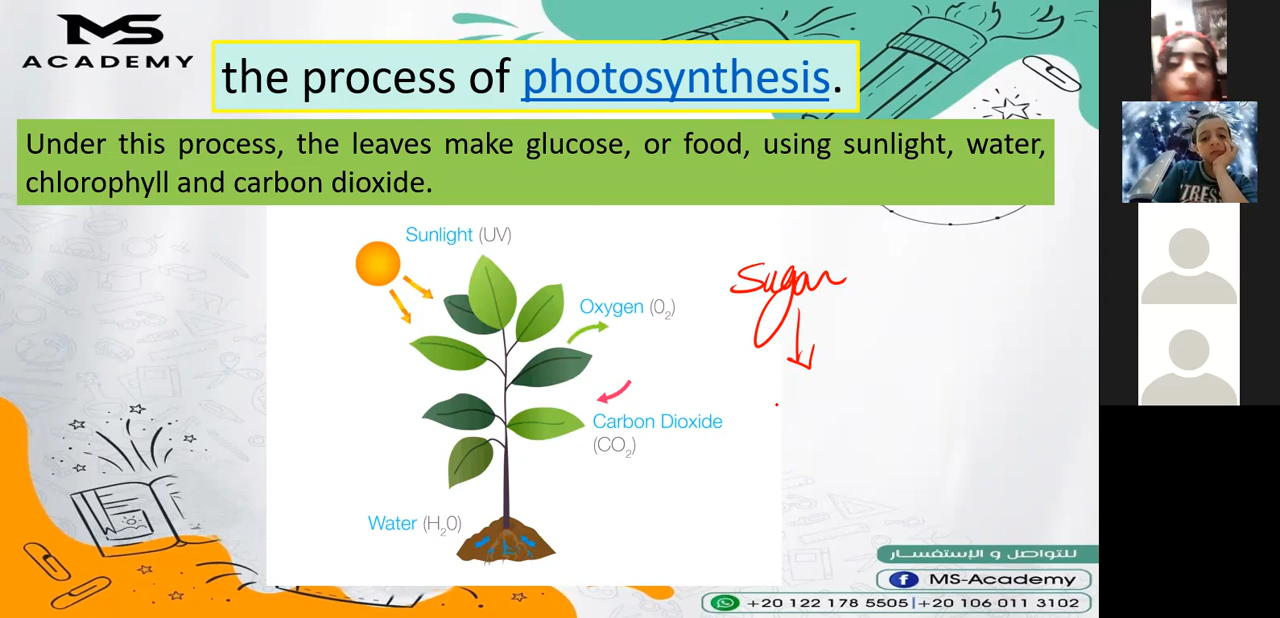 MS
ACADEMY
the process of photosynthesis.
Under this process, the leaves make glucose, or food, using sunlight, water,
chlorophyll and carbon dioxide.
Sunlight (UV)
Oxygen (0₂)
Sugar
Carbon Dioxide
(CO₂)
Water (H₂0)
للتواصل و الإستفسار
MS-Academy
+20 122 178 5505|+20 106 011 3102